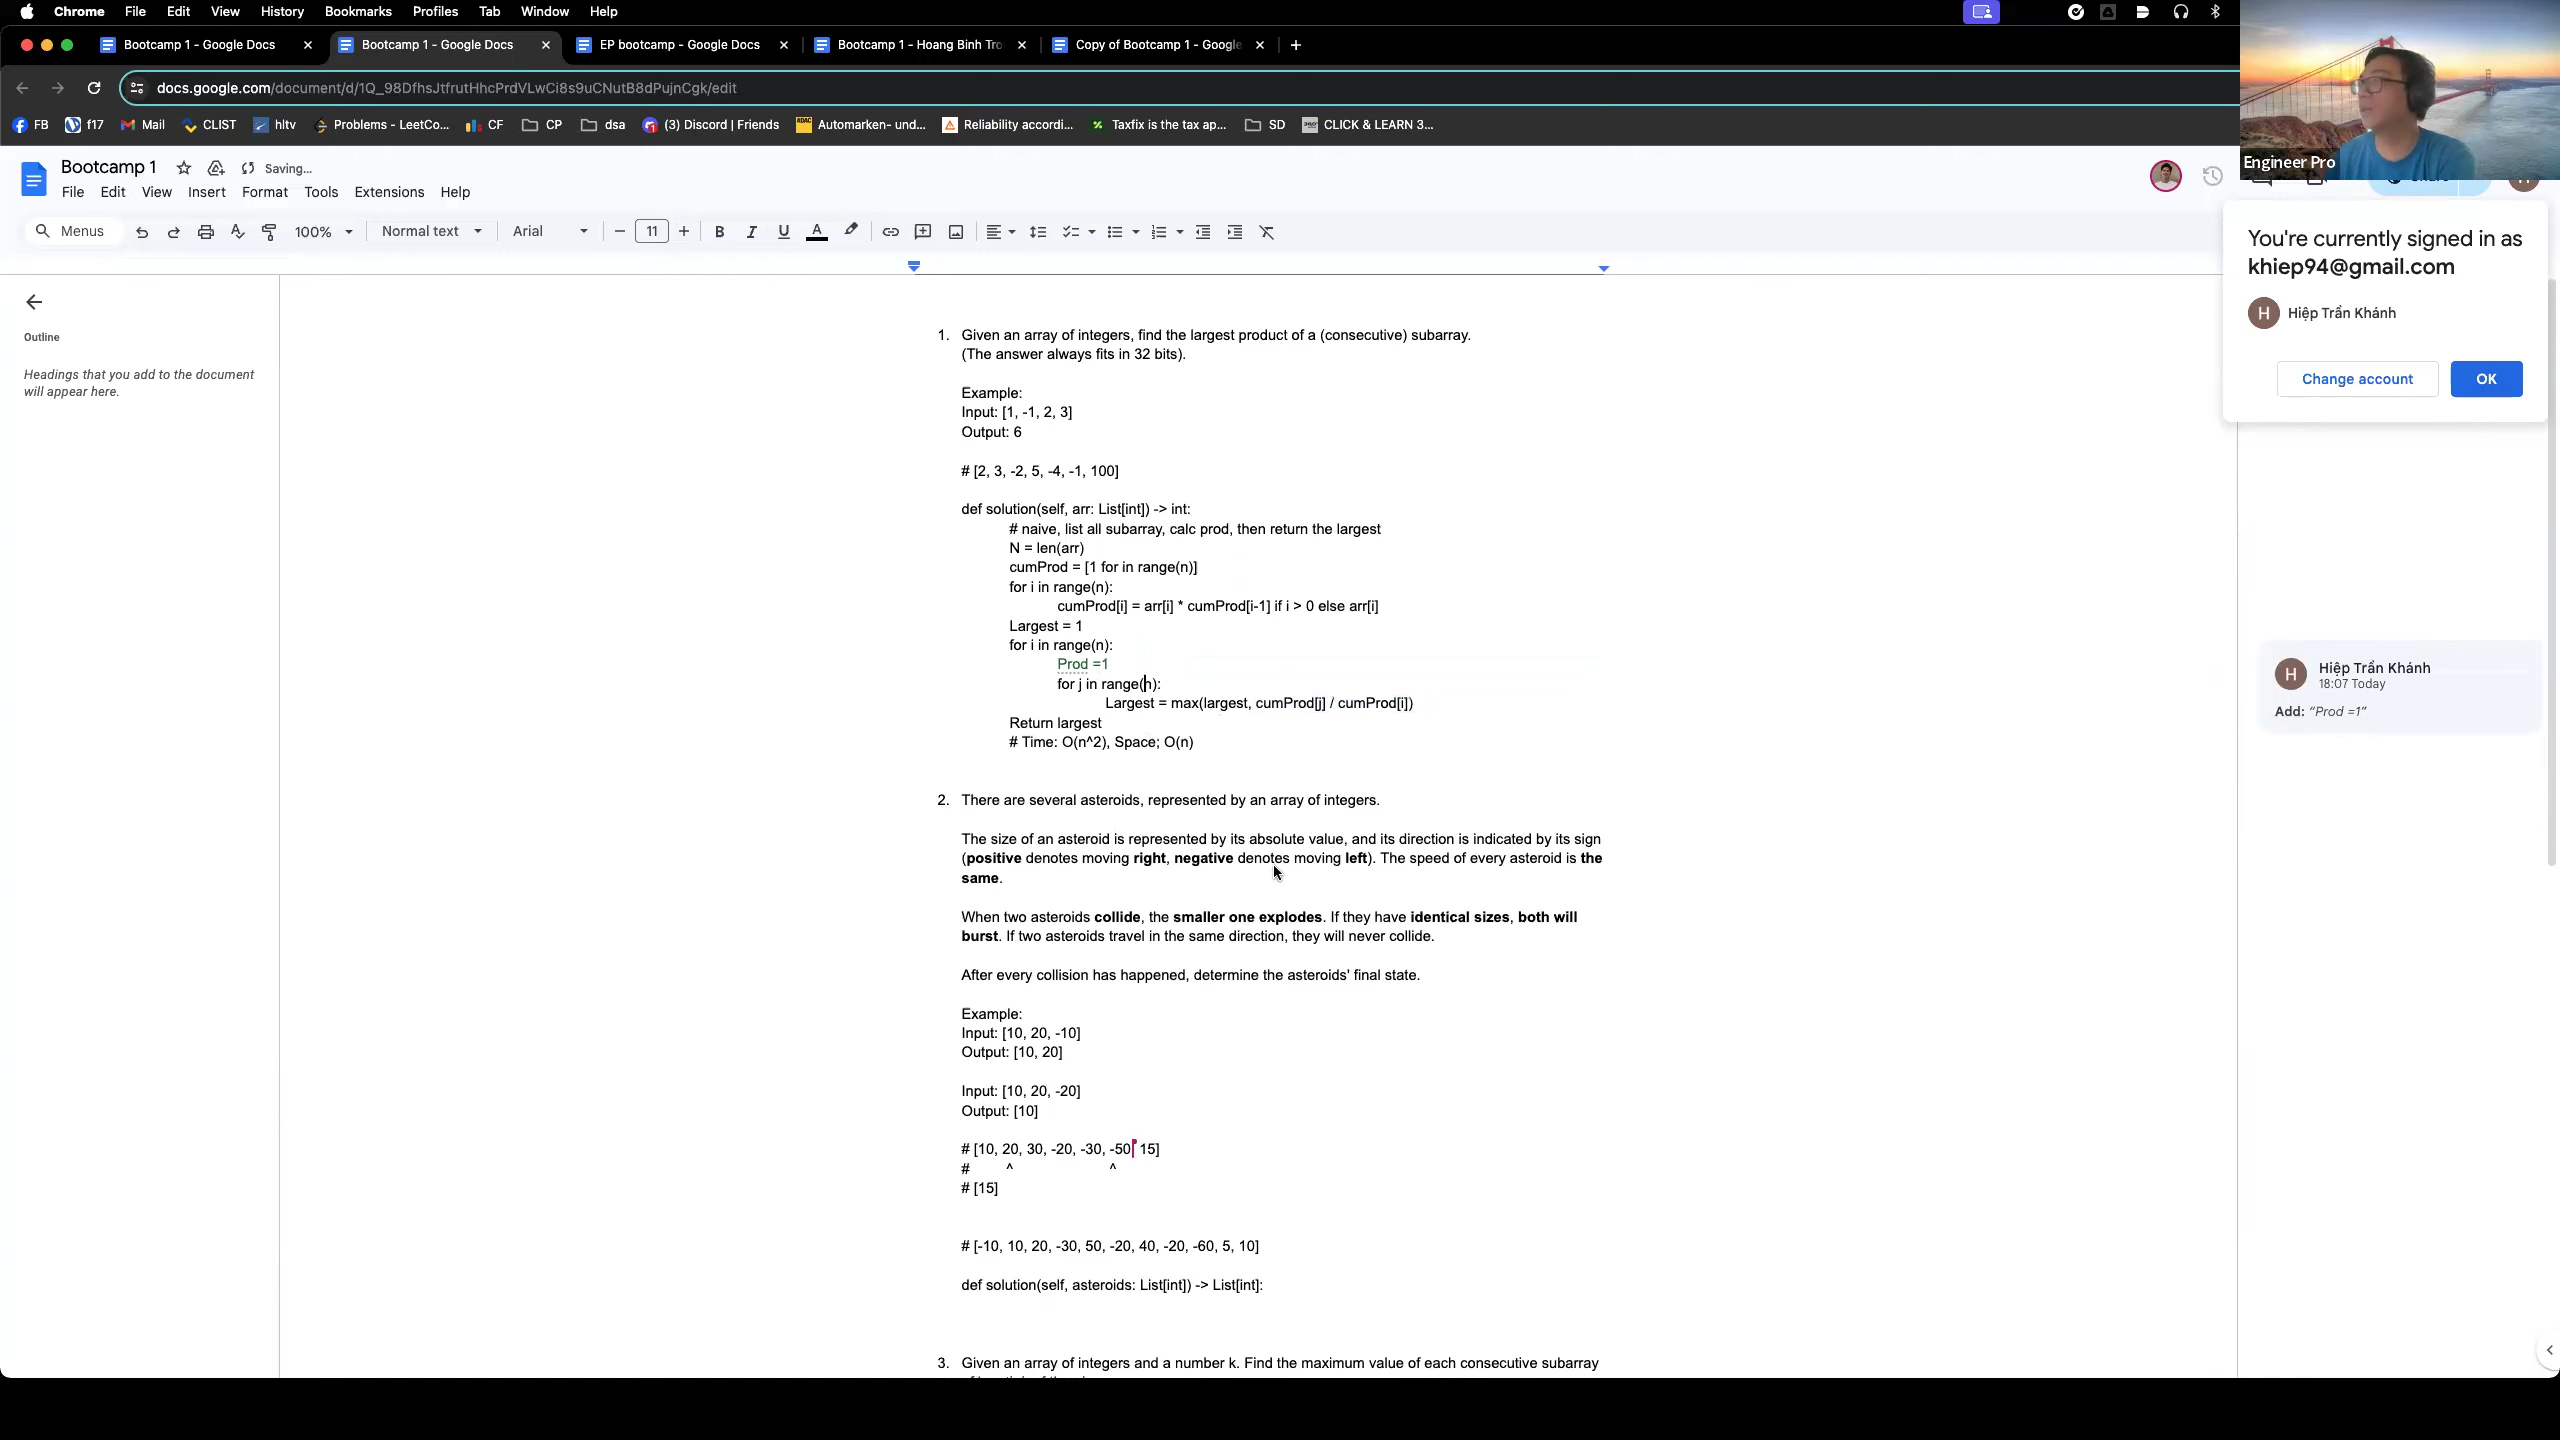 Chrome File Edit View History Bookmarks Profiles Tab Window Help
Bootcamp 1 - Google Docs
Bootcamp 1 - Google Docs
EP bootcamp - Google Docs
Bootcamp 1 - Hoang Binh Tro
Copy of Bootcamp 1 - Google
docs.google.com/document/d/1Q_98DfhsJtfrutHhcPrdVLwCi8s9uCNutB8dPujnCgk/edit
FB f17 Mail CLIST hltv Problems - LeetCo... CF CP dsa (3) Discord | Friends Automarken- und... Reliability accordi... Taxfix is the tax ap... SD CLICK & LEARN 3...
Engineer Pro
Bootcamp 1 Saving...
File Edit View Insert Format Tools Extensions Help
Menus 100% Normal text Arial 11 B I U A
You're currently signed in as
khiep94@gmail.com
H Hiệp Trần Khánh
Change account OK
Outline
Headings that you add to the document
will appear here.
1. Given an array of integers, find the largest product of a (consecutive) subarray.
(The answer always fits in 32 bits).
Example:
Input: [1, -1, 2, 3]
Output: 6
# [2, 3, -2, 5, -4, -1, 100]
def solution(self, arr: List[int]) -> int:
# naive, list all subarray, calc prod, then return the largest
N = len(arr)
cumProd = [1 for in range(n)]
for i in range(n):
cumProd[i] = arr[i] * cumProd[i-1] if i > 0 else arr[i]
Largest = 1
for i in range(n):
Prod =1
for j in range(n):
Largest = max(largest, cumProd[j] / cumProd[i])
Return largest
# Time: O(n^2), Space; O(n)
H Hiệp Trần Khánh
18:07 Today
Add: “Prod =1”
2. There are several asteroids, represented by an array of integers.
The size of an asteroid is represented by its absolute value, and its direction is indicated by its sign
(positive denotes moving right, negative denotes moving left). The speed of every asteroid is the
same.
When two asteroids collide, the smaller one explodes. If they have identical sizes, both will
burst. If two asteroids travel in the same direction, they will never collide.
After every collision has happened, determine the asteroids' final state.
Example:
Input: [10, 20, -10]
Output: [10, 20]
Input: [10, 20, -20]
Output: [10]
# [10, 20, 30, -20, -30, -50, 15]
# ^ ^
# [15]
# [-10, 10, 20, -30, 50, -20, 40, -20, -60, 5, 10]
def solution(self, asteroids: List[int]) -> List[int]:
3. Given an array of integers and a number k. Find the maximum value of each consecutive subarray